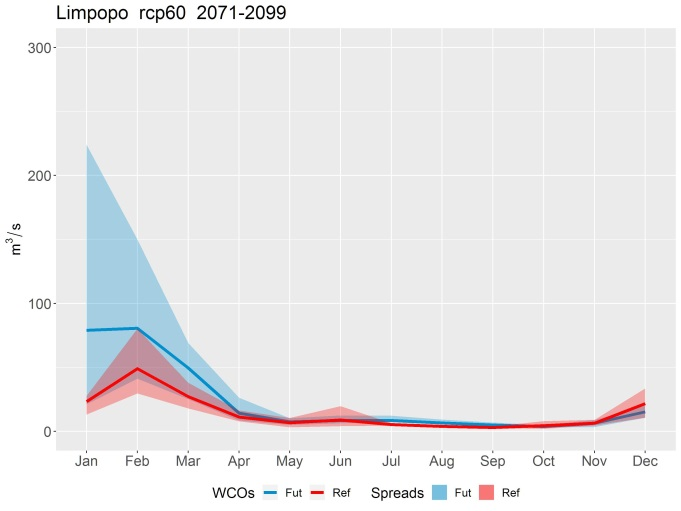 Limpopo  rcp60  2071-2099
300
200
100
0
m³/s
Jan Feb Mar Apr May Jun Jul Aug Sep Oct Nov Dec
WCOs Fut Ref Spreads Fut Ref